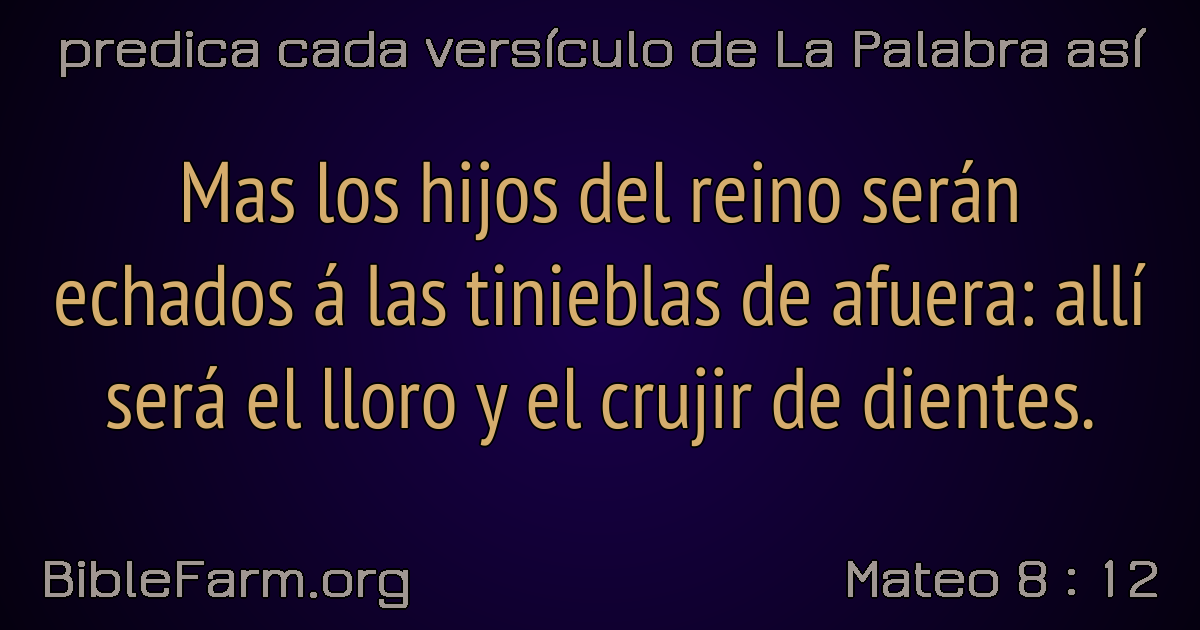 predica cada versículo de La Palabra así
Mas los hijos del reino serán
echados á las tinieblas de afuera: allí
será el lloro y el crujir de dientes.
BibleFarm.org
Mateo 8 : 12